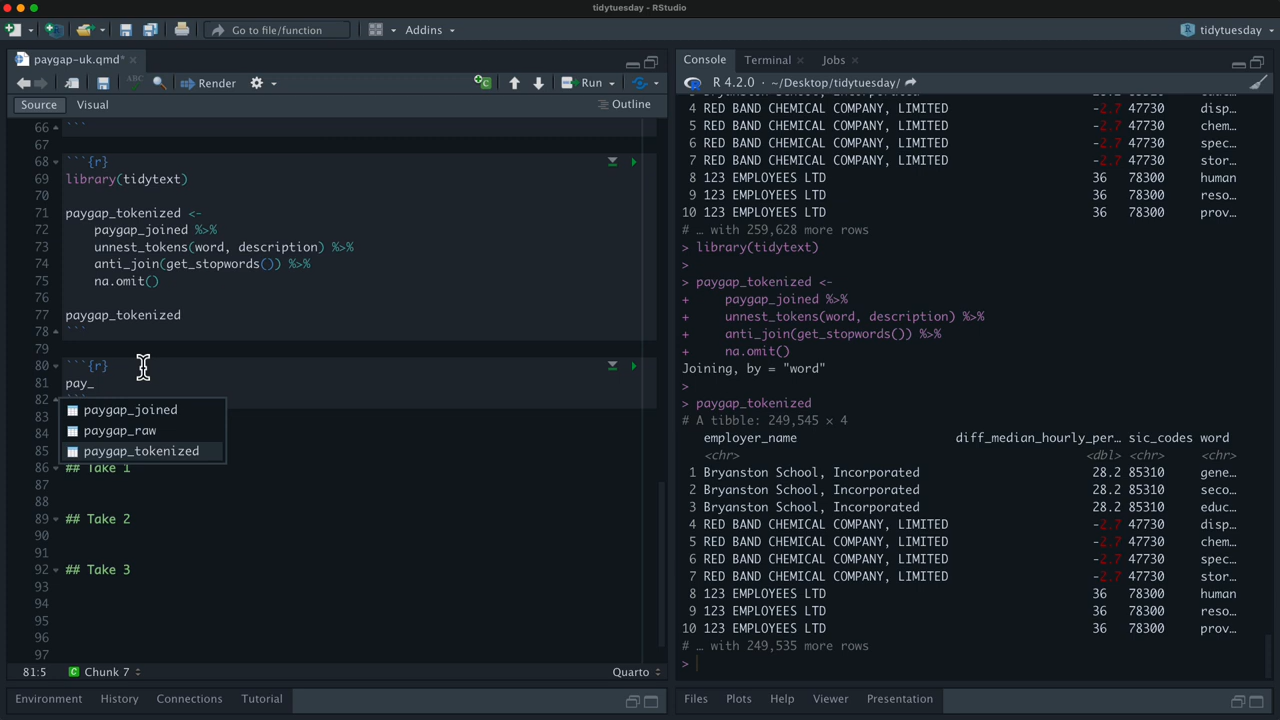 tidytuesday - RStudio
Go to file/function
Addins
tidytuesday
paygap-uk.qmd*
ABC
Render
Run
Source
Visual
Outline
66 ```
67
68 ```{r}
69 library(tidytext)
70
71 paygap_tokenized <-
72 paygap_joined %>%
73 unnest_tokens(word, description) %>%
74 anti_join(get_stopwords()) %>%
75 na.omit()
76
77 paygap_tokenized
78 ```
79
80 ```{r}
81 pay_
82
83
84
85
86 ## Take 1
87
88
89 ## Take 2
90
91
92 ## Take 3
93
94
95
96
97
paygap_joined
paygap_raw
paygap_tokenized
81:5
Chunk 7
Quarto
Environment
History
Connections
Tutorial
Console
Terminal
Jobs
R 4.2.0 · ~/Desktop/tidytuesday/
4 RED BAND CHEMICAL COMPANY, LIMITED -2.7 47730 disp…
5 RED BAND CHEMICAL COMPANY, LIMITED -2.7 47730 chem…
6 RED BAND CHEMICAL COMPANY, LIMITED -2.7 47730 spec…
7 RED BAND CHEMICAL COMPANY, LIMITED -2.7 47730 stor…
8 123 EMPLOYEES LTD 36 78300 human
9 123 EMPLOYEES LTD 36 78300 reso…
10 123 EMPLOYEES LTD 36 78300 prov…
# … with 259,628 more rows
> library(tidytext)
>
> paygap_tokenized <-
+ paygap_joined %>%
+ unnest_tokens(word, description) %>%
+ anti_join(get_stopwords()) %>%
+ na.omit()
Joining, by = "word"
>
> paygap_tokenized
# A tibble: 249,545 × 4
employer_name diff_median_hourly_per… sic_codes word
<chr> <dbl> <chr> <chr>
1 Bryanston School, Incorporated 28.2 85310 gene…
2 Bryanston School, Incorporated 28.2 85310 seco…
3 Bryanston School, Incorporated 28.2 85310 educ…
4 RED BAND CHEMICAL COMPANY, LIMITED -2.7 47730 disp…
5 RED BAND CHEMICAL COMPANY, LIMITED -2.7 47730 chem…
6 RED BAND CHEMICAL COMPANY, LIMITED -2.7 47730 spec…
7 RED BAND CHEMICAL COMPANY, LIMITED -2.7 47730 stor…
8 123 EMPLOYEES LTD 36 78300 human
9 123 EMPLOYEES LTD 36 78300 reso…
10 123 EMPLOYEES LTD 36 78300 prov…
# … with 249,535 more rows
>
Files
Plots
Help
Viewer
Presentation